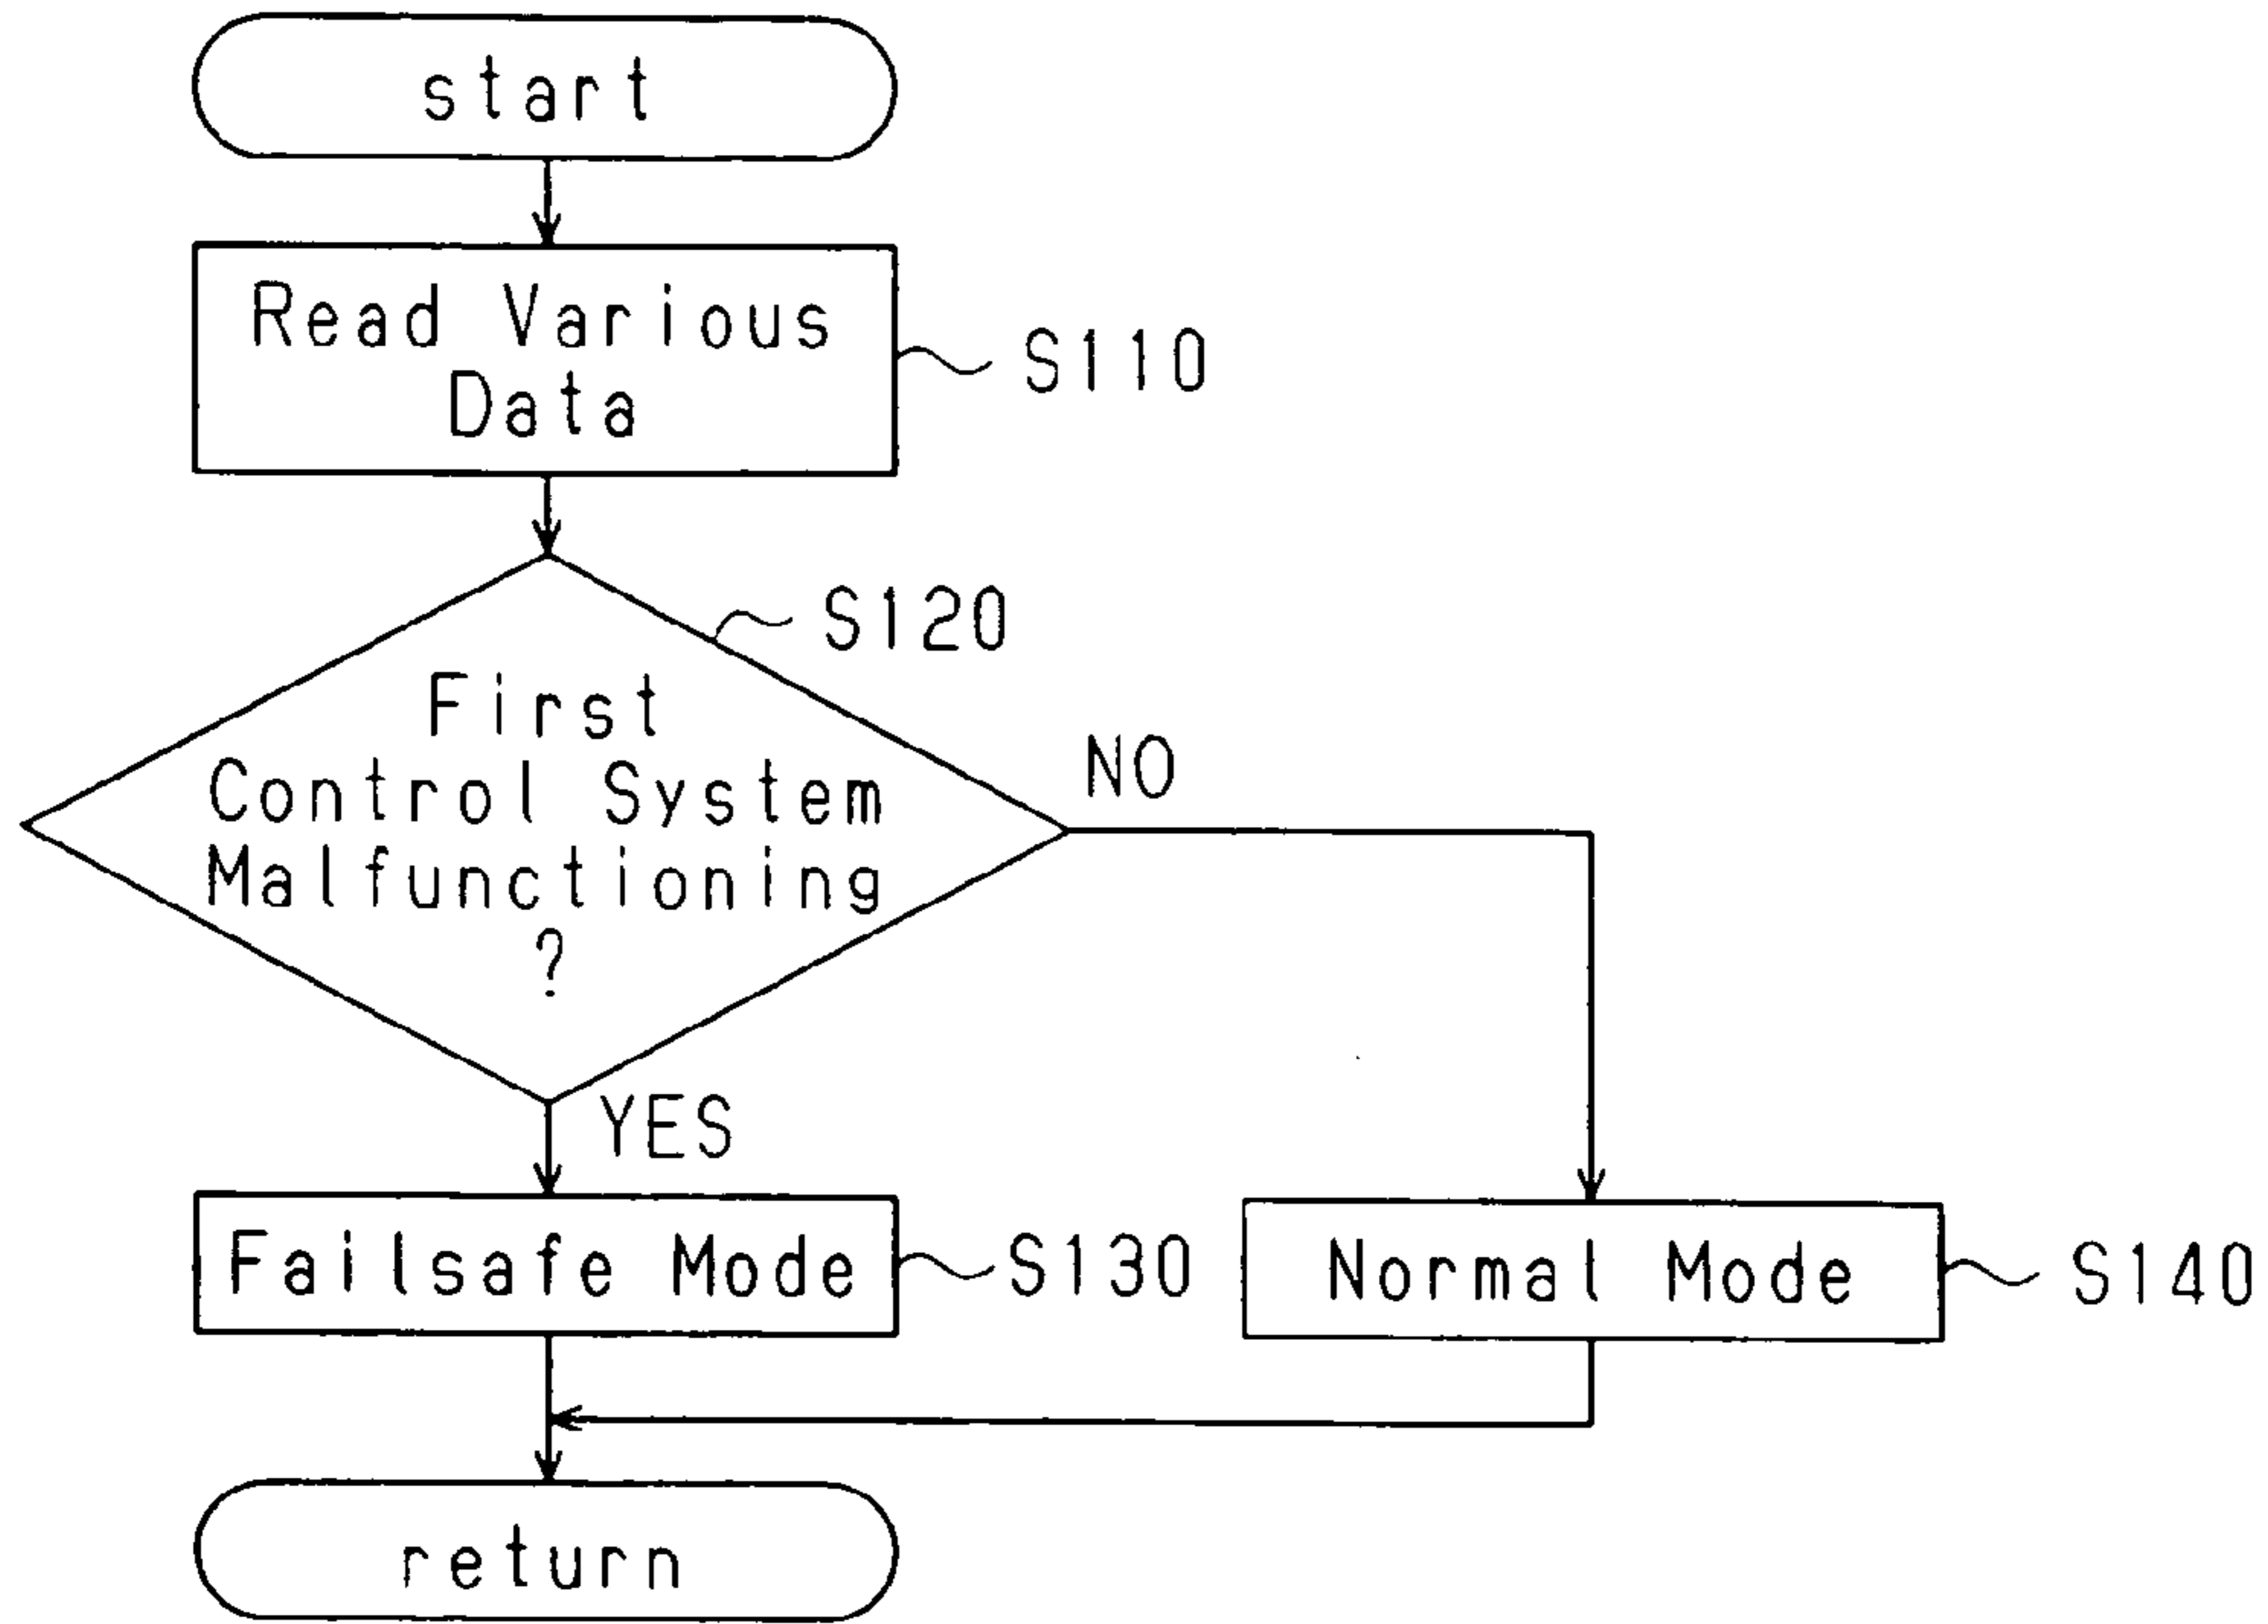 start
Read Various
Data
S110
S120
First
Control System
Malfunctioning
?
NO
YES
Failsafe Mode
S130
Normal Mode
S140
return